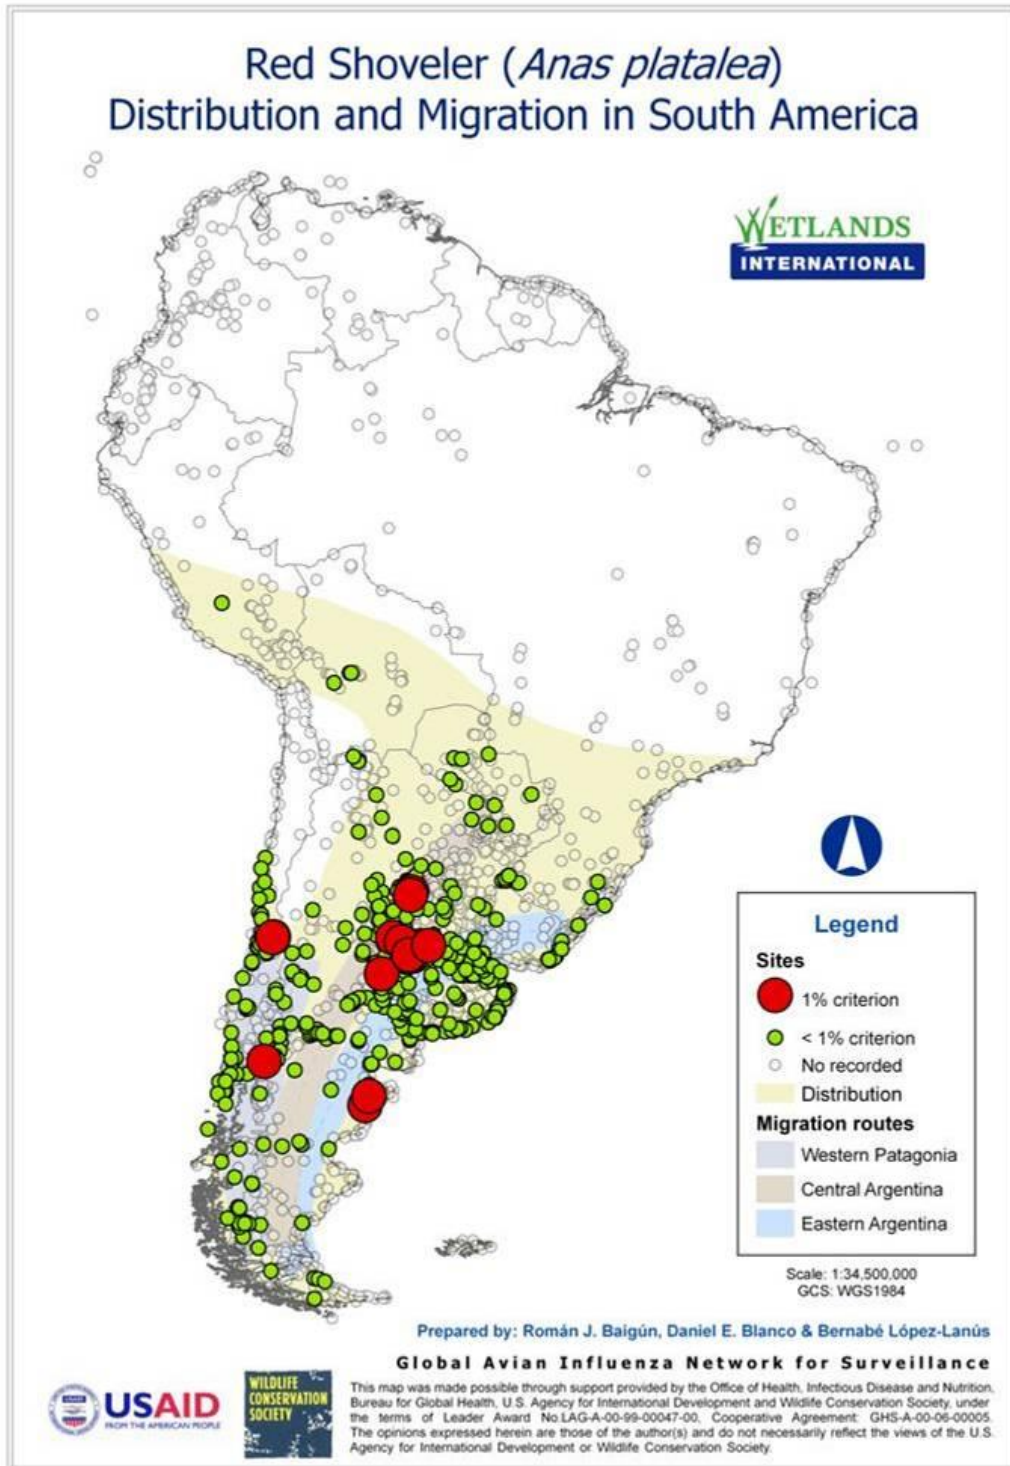 Red Shoveler (Anas platalea)
Distribution and Migration in South America
WETLANDS
INTERNATIONAL
Legend
Sites
1% criterion
< 1% criterion
No recorded
Distribution
Migration routes
Western Patagonia
Central Argentina
Eastern Argentina
Scale: 1:34,500,000
GCS: WGS1984
Prepared by: Román J. Baigún, Daniel E. Blanco & Bernabé López-Lanús
Global Avian Influenza Network for Surveillance
USAID
FROM THE AMERICAN PEOPLE
WILDLIFE
CONSERVATION
SOCIETY
This map was made possible through support provided by the Office of Health, Infectious Disease and Nutrition,
Bureau for Global Health, U.S. Agency for International Development and Wildlife Conservation Society, under
the terms of Leader Award No.LAG-A-00-99-00047-00, Cooperative Agreement: GHS-A-00-06-00005.
The opinions expressed herein are those of the author(s) and do not necessarily reflect the views of the U.S.
Agency for International Development or Wildlife Conservation Society.